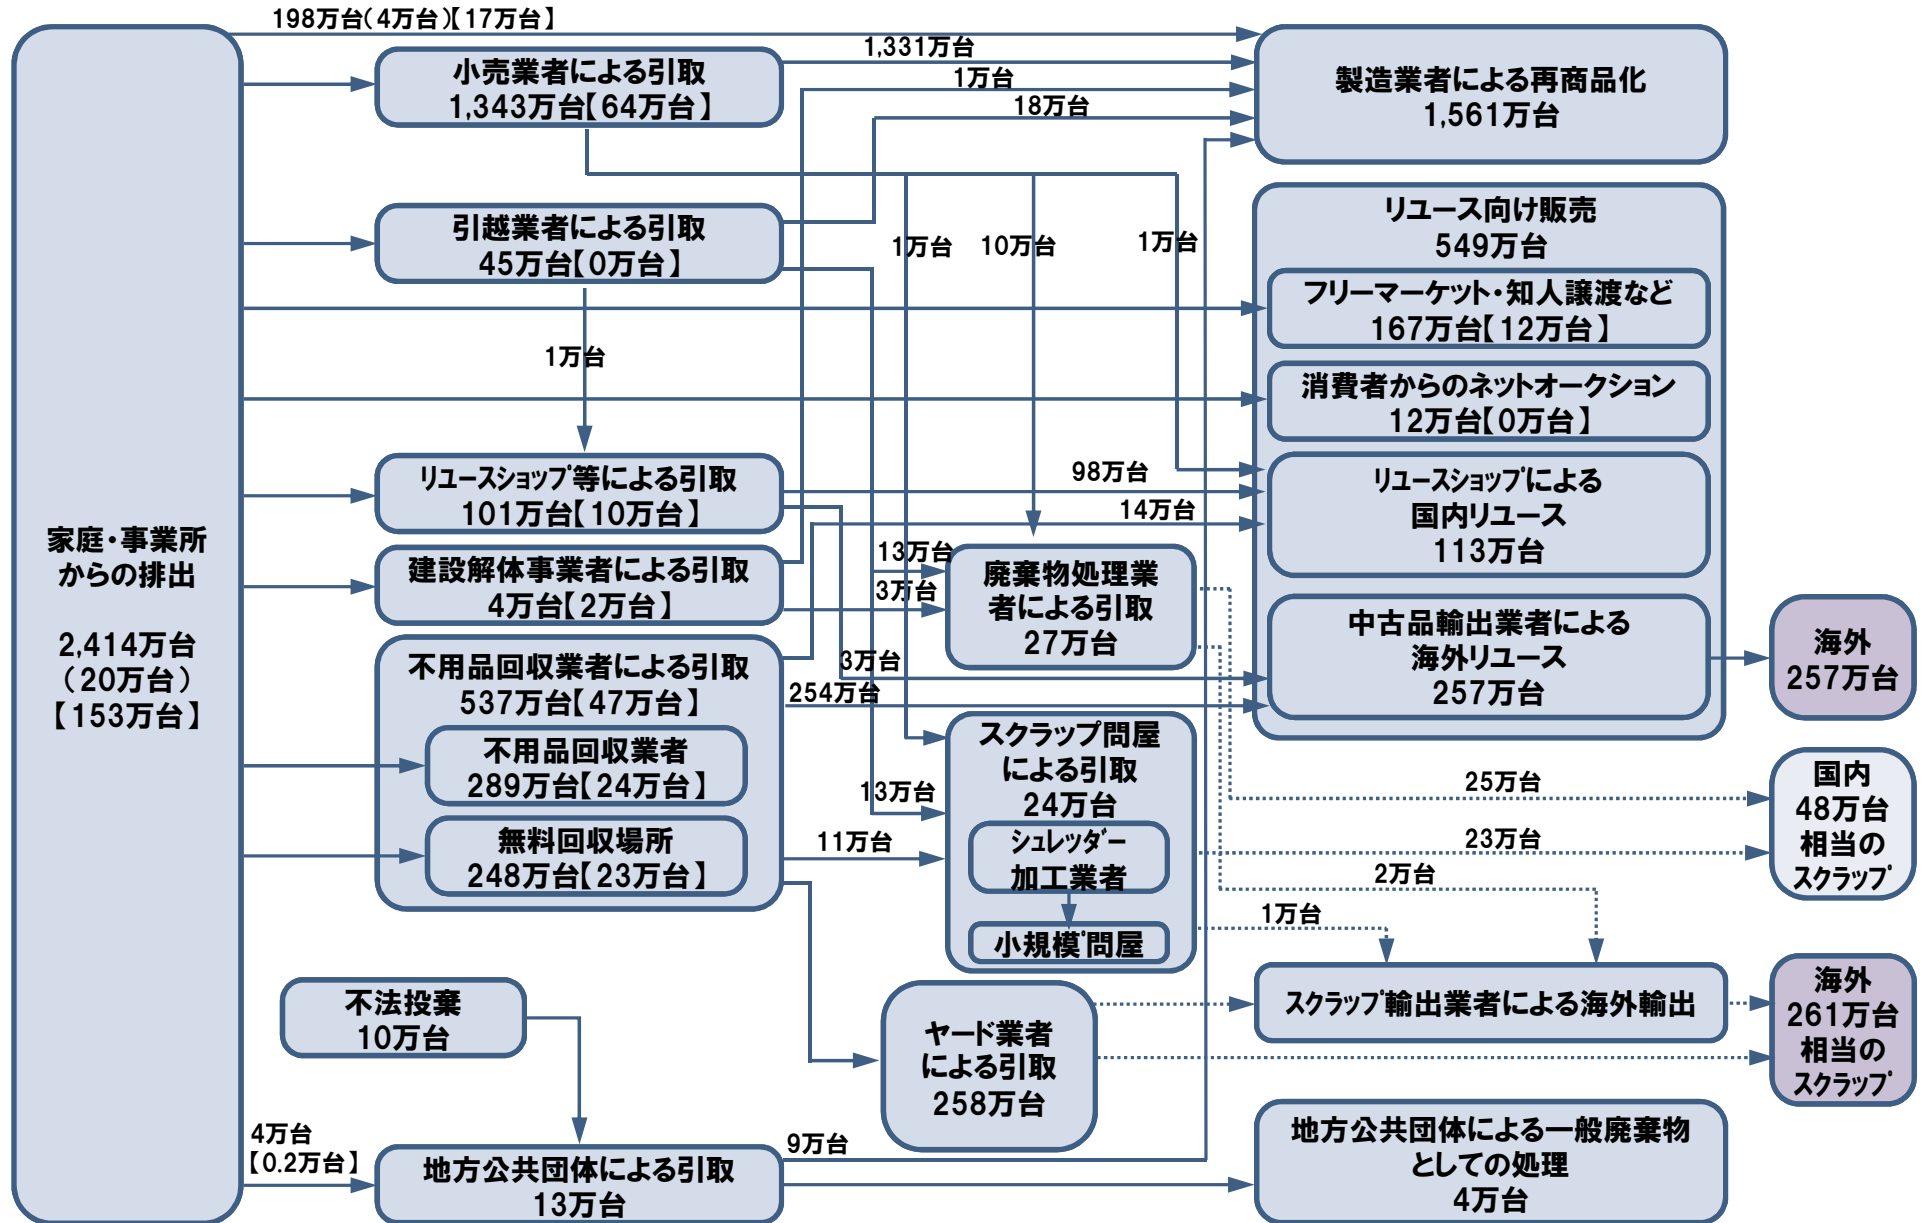 198万台(4万台)【17万台】
家庭・事業所
からの排出
2,414万台
(20万台)
【153万台】
小売業者による引取
1,343万台【64万台】
1,331万台
1万台
18万台
製造業者による再商品化
1,561万台
引越業者による引取
45万台【0万台】
1万台
10万台
1万台
1万台
リユース向け販売
549万台
フリーマーケット・知人譲渡など
167万台【12万台】
消費者からのネットオークション
12万台【0万台】
リユースショップによる
国内リユース
113万台
中古品輸出業者による
海外リユース
257万台
海外
257万台
リユースショップ等による引取
101万台【10万台】
98万台
14万台
建設解体事業者による引取
4万台【2万台】
13万台
3万台
廃棄物処理業
者による引取
27万台
不用品回収業者による引取
537万台【47万台】
3万台
254万台
不用品回収業者
289万台【24万台】
無料回収場所
248万台【23万台】
13万台
11万台
スクラップ問屋
による引取
24万台
シュレッダー
加工業者
小規模問屋
25万台
23万台
2万台
1万台
国内
48万台
相当の
スクラップ
不法投棄
10万台
ヤード業者
による引取
258万台
スクラップ輸出業者による海外輸出
海外
261万台
相当の
スクラップ
4万台
【0.2万台】
地方公共団体による引取
13万台
9万台
地方公共団体による一般廃棄物
としての処理
4万台